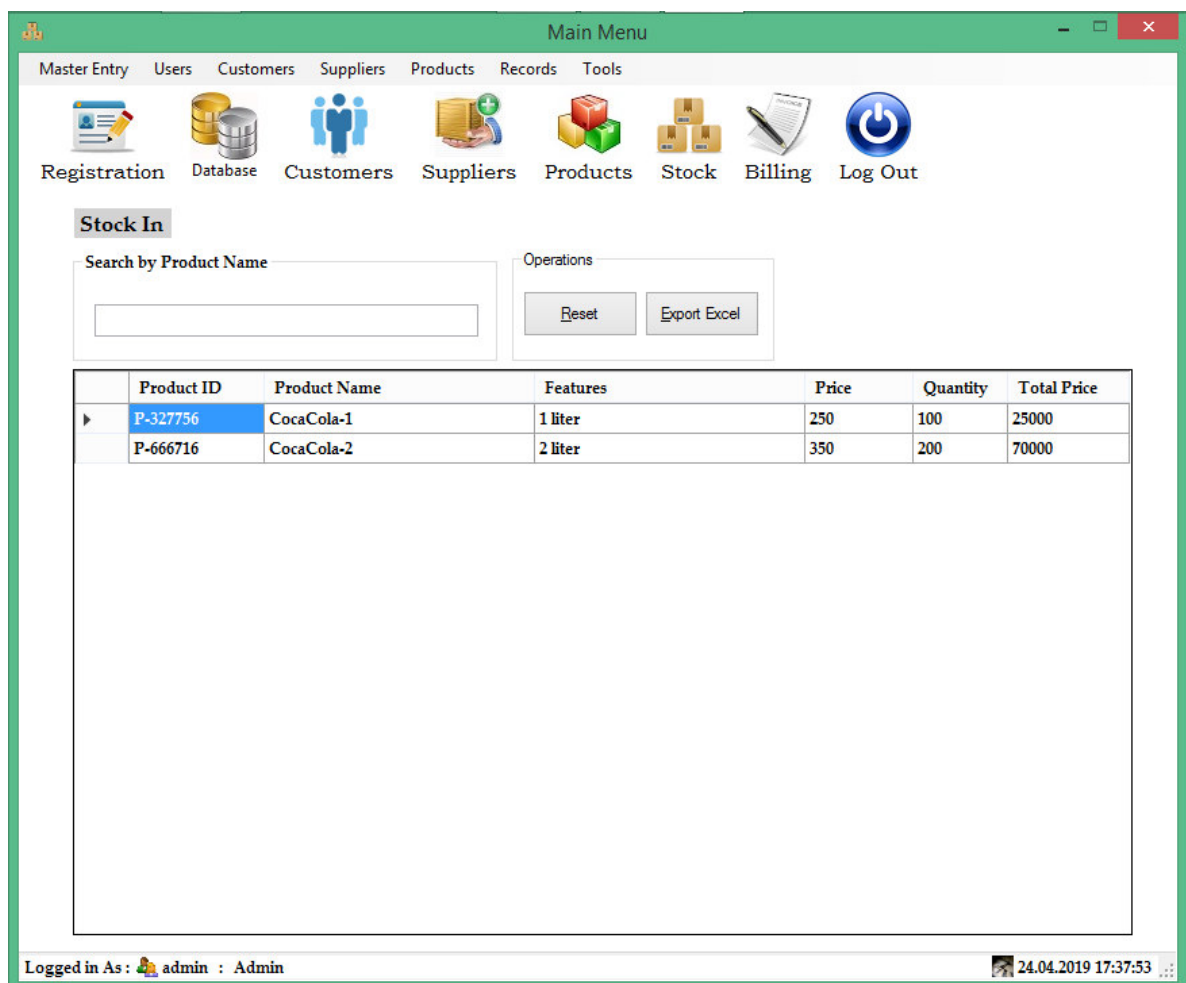 Main Menu
Master Entry Users Customers Suppliers Products Records Tools
INVOICE
Registration Database Customers Suppliers Products Stock Billing Log Out
Stock In
Search by Product Name
Operations
Reset Export Excel
Product ID Product Name Features Price Quantity Total Price
P-327756 CocaCola-1 1 liter 250 100 25000
P-666716 CocaCola-2 2 liter 350 200 70000
Logged in As : admin : Admin 24.04.2019 17:37:53